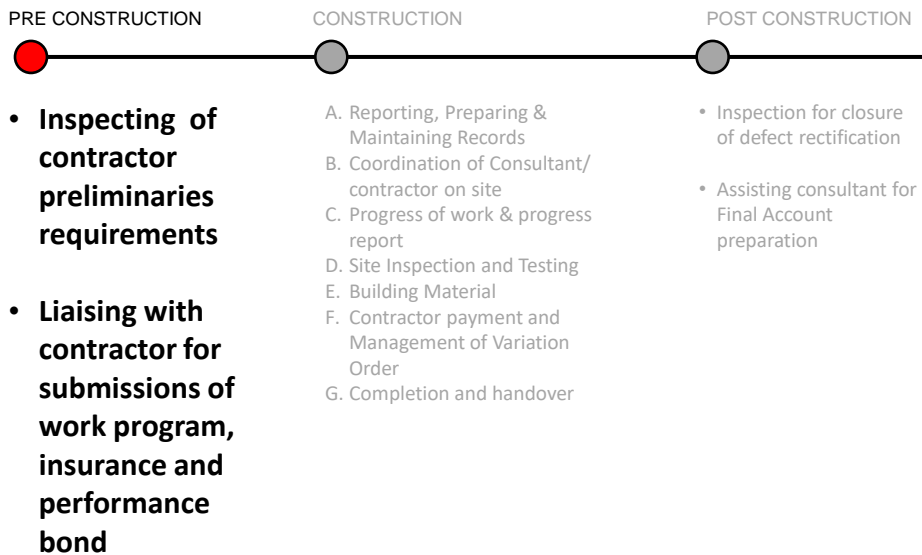 PRE CONSTRUCTION
• Inspecting of
contractor
preliminaries
requirements
• Liaising with
contractor for
submissions of
work program,
insurance and
performance
bond
CONSTRUCTION
A. Reporting, Preparing &
Maintaining Records
B. Coordination of Consultant/
contractor on site
C. Progress of work & progress
report
D. Site Inspection and Testing
E. Building Material
F. Contractor payment and
Management of Variation
Order
G. Completion and handover
POST CONSTRUCTION
• Inspection for closure
of defect rectification
• Assisting consultant for
Final Account
preparation